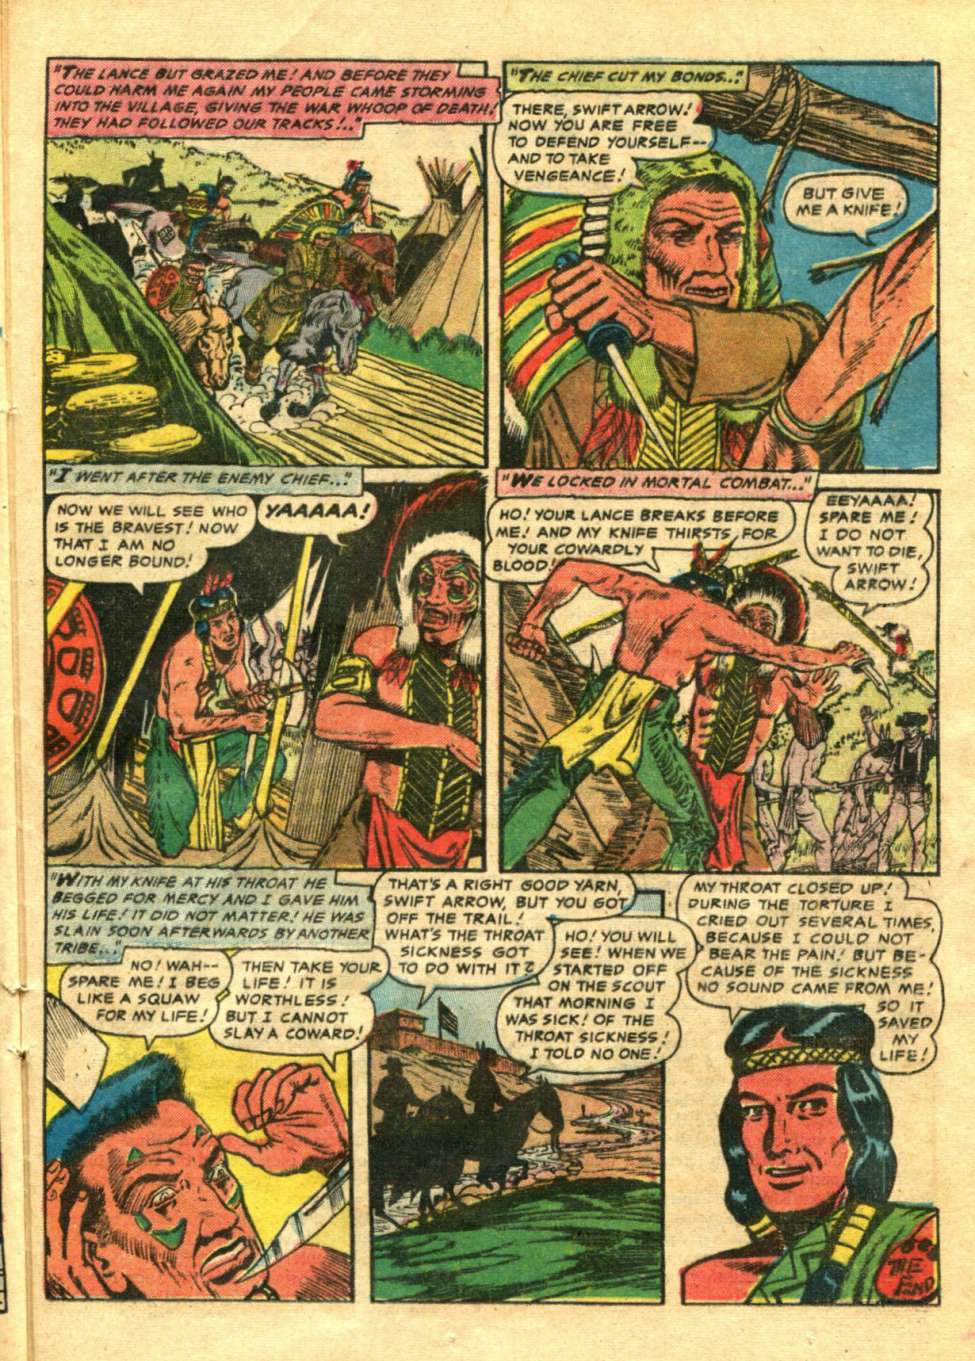 "THE LANCE BUT GRAZED ME! AND BEFORE THEY
COULD HARM ME AGAIN MY PEOPLE CAME STORMING
INTO THE VILLAGE, GIVING THE WAR WHOOP OF DEATH!
THEY HAD FOLLOWED OUR TRACKS!.."
"THE CHIEF CUT MY BONDS..."
THERE, SWIFT ARROW!
NOW YOU ARE FREE
TO DEFEND YOURSELF--
AND TO TAKE
VENGEANCE!
BUT GIVE
ME A KNIFE!
"I WENT AFTER THE ENEMY CHIEF..."
NOW WE WILL SEE WHO
IS THE BRAVEST! NOW
THAT I AM NO
LONGER BOUND!
YAAAAA!
"WE LOCKED IN MORTAL COMBAT..."
HO! YOUR LANCE BREAKS BEFORE
ME! AND MY KNIFE THIRSTS FOR
YOUR COWARDLY
BLOOD!
EEYAAAA!
SPARE ME!
I DO NOT
WANT TO DIE,
SWIFT
ARROW!
"WITH MY KNIFE AT HIS THROAT HE
BEGGED FOR MERCY AND I GAVE HIM
HIS LIFE! IT DID NOT MATTER! HE WAS
SLAIN SOON AFTERWARDS BY ANOTHER
TRIBE..."
NO! WAH--
SPARE ME! I BEG
LIKE A SQUAW
FOR MY LIFE!
THEN TAKE YOUR
LIFE! IT IS
WORTHLESS!
BUT I CANNOT
SLAY A COWARD!
THAT'S A RIGHT GOOD YARN,
SWIFT ARROW, BUT YOU GOT
OFF THE TRAIL!
WHAT'S THE THROAT
SICKNESS GOT
TO DO WITH IT?
HO! YOU WILL
SEE! WHEN WE
STARTED OFF
ON THE SCOUT
THAT MORNING I
WAS SICK! OF THE
THROAT SICKNESS!
I TOLD NO ONE!
MY THROAT CLOSED UP!
DURING THE TORTURE I
CRIED OUT SEVERAL TIMES,
BECAUSE I COULD NOT
BEAR THE PAIN! BUT BE-
CAUSE OF THE SICKNESS
NO SOUND CAME FROM ME!
SO IT
SAVED
MY
LIFE!
THE
END